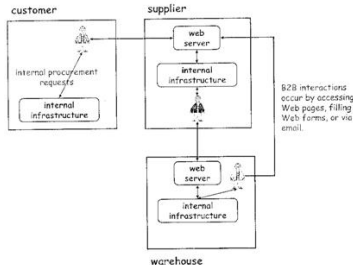 customer
supplier
web
server
internal procurement
requests
internal
infrastructure
internal
infrastructure
B2B interactions
occur by accessing
Web pages, filling
Web forms, or via
email.
web
server
internal
infrastructure
warehouse